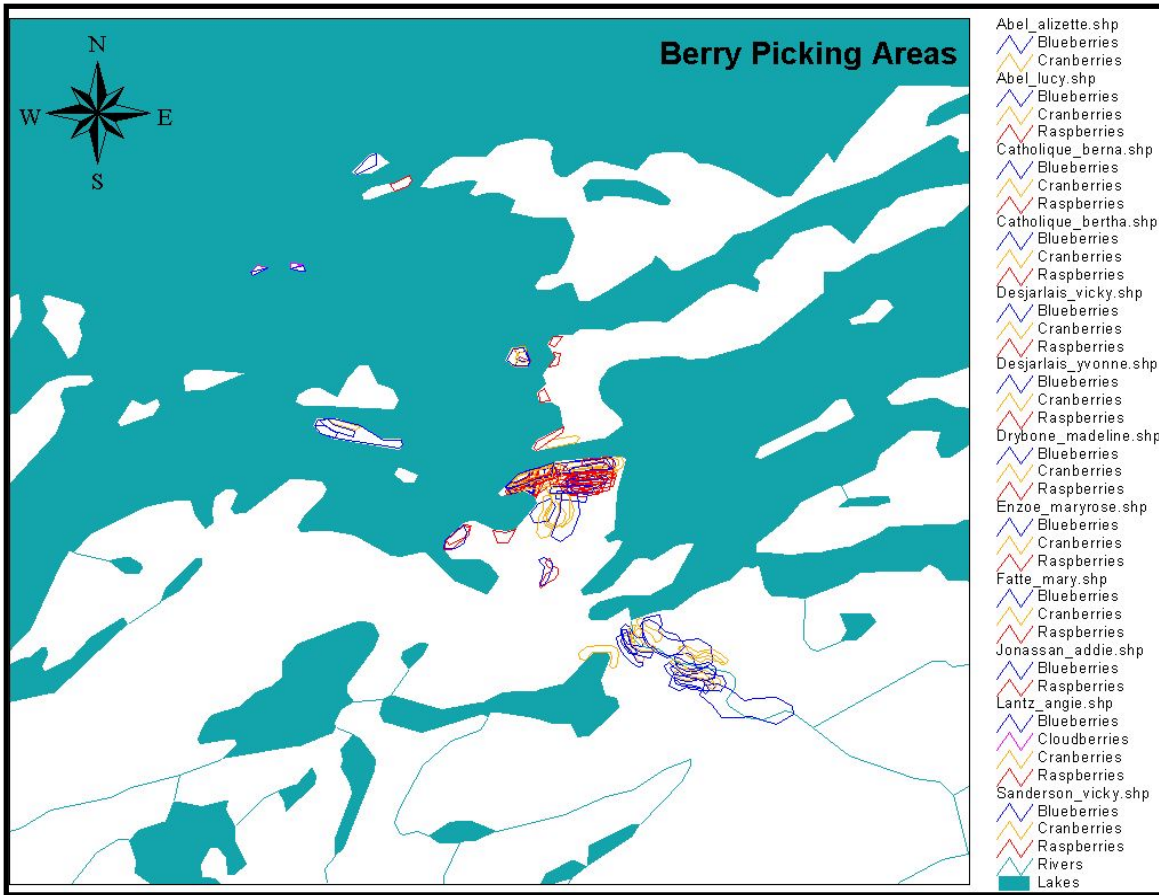 Berry Picking Areas
N
W E
S
Abel_alizette.shp
Blueberries
Cranberries
Abel_lucy.shp
Blueberries
Cranberries
Raspberries
Catholique_berna.shp
Blueberries
Cranberries
Raspberries
Catholique_bertha.shp
Blueberries
Cranberries
Raspberries
Desjarlais_vicky.shp
Blueberries
Cranberries
Raspberries
Desjarlais_yvonne.shp
Blueberries
Cranberries
Raspberries
Drybone_madeline.shp
Blueberries
Cranberries
Raspberries
Enzoe_maryrose.shp
Blueberries
Cranberries
Raspberries
Fatte_mary.shp
Blueberries
Cranberries
Raspberries
Jonassan_addie.shp
Blueberries
Raspberries
Lantz_angie.shp
Blueberries
Cloudberries
Cranberries
Raspberries
Sanderson_vicky.shp
Blueberries
Cranberries
Raspberries
Rivers
Lakes